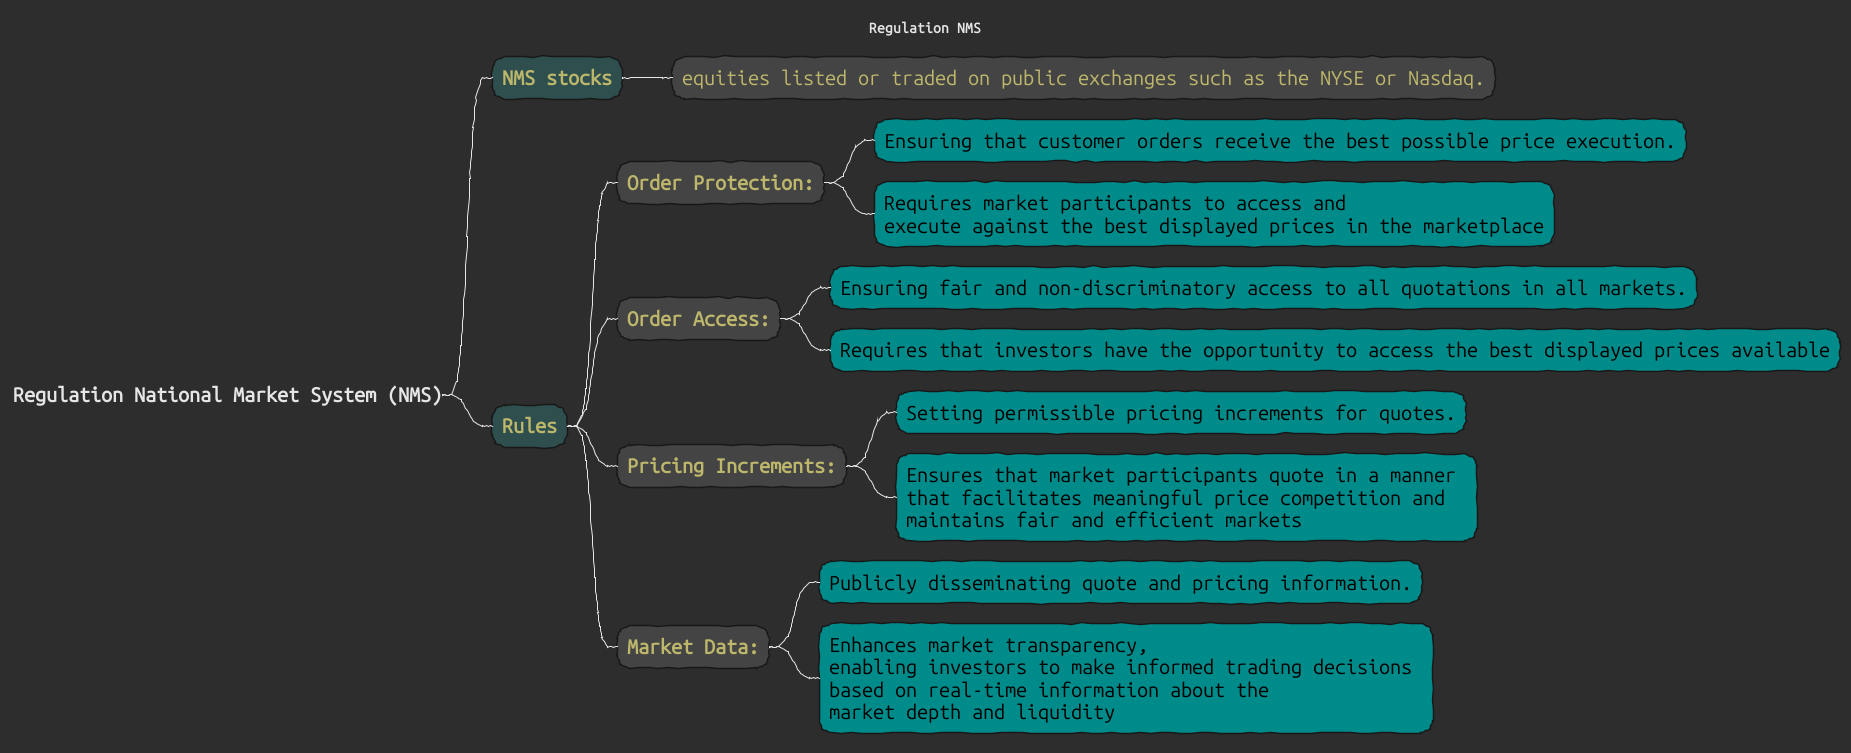 Regulation NMS
NMS stocks
equities listed or traded on public exchanges such as the NYSE or Nasdaq.
Ensuring that customer orders receive the best possible price execution.
Order Protection:
Requires market participants to access and
execute against the best displayed prices in the marketplace
Ensuring fair and non-discriminatory access to all quotations in all markets.
Order Access:
Requires that investors have the opportunity to access the best displayed prices available
Regulation National Market System (NMS)
Rules
Setting permissible pricing increments for quotes.
Pricing Increments:
Ensures that market participants quote in a manner
that facilitates meaningful price competition and
maintains fair and efficient markets
Publicly disseminating quote and pricing information.
Market Data:
Enhances market transparency,
enabling investors to make informed trading decisions
based on real-time information about the
market depth and liquidity